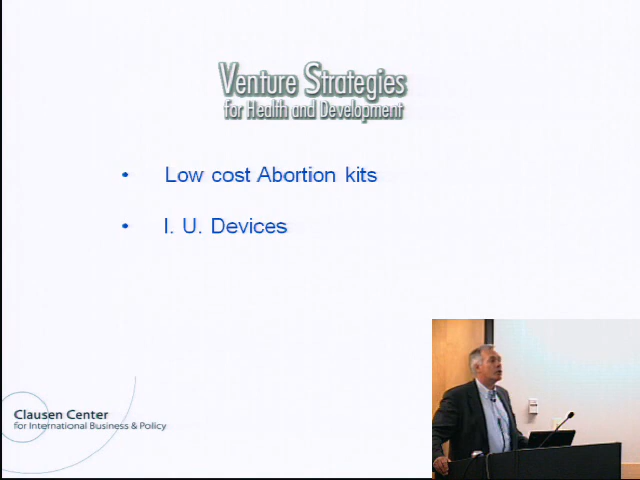 Venture Strategies
for Health and Development
• Low cost Abortion kits
• I. U. Devices
Clausen Center
for International Business & Policy